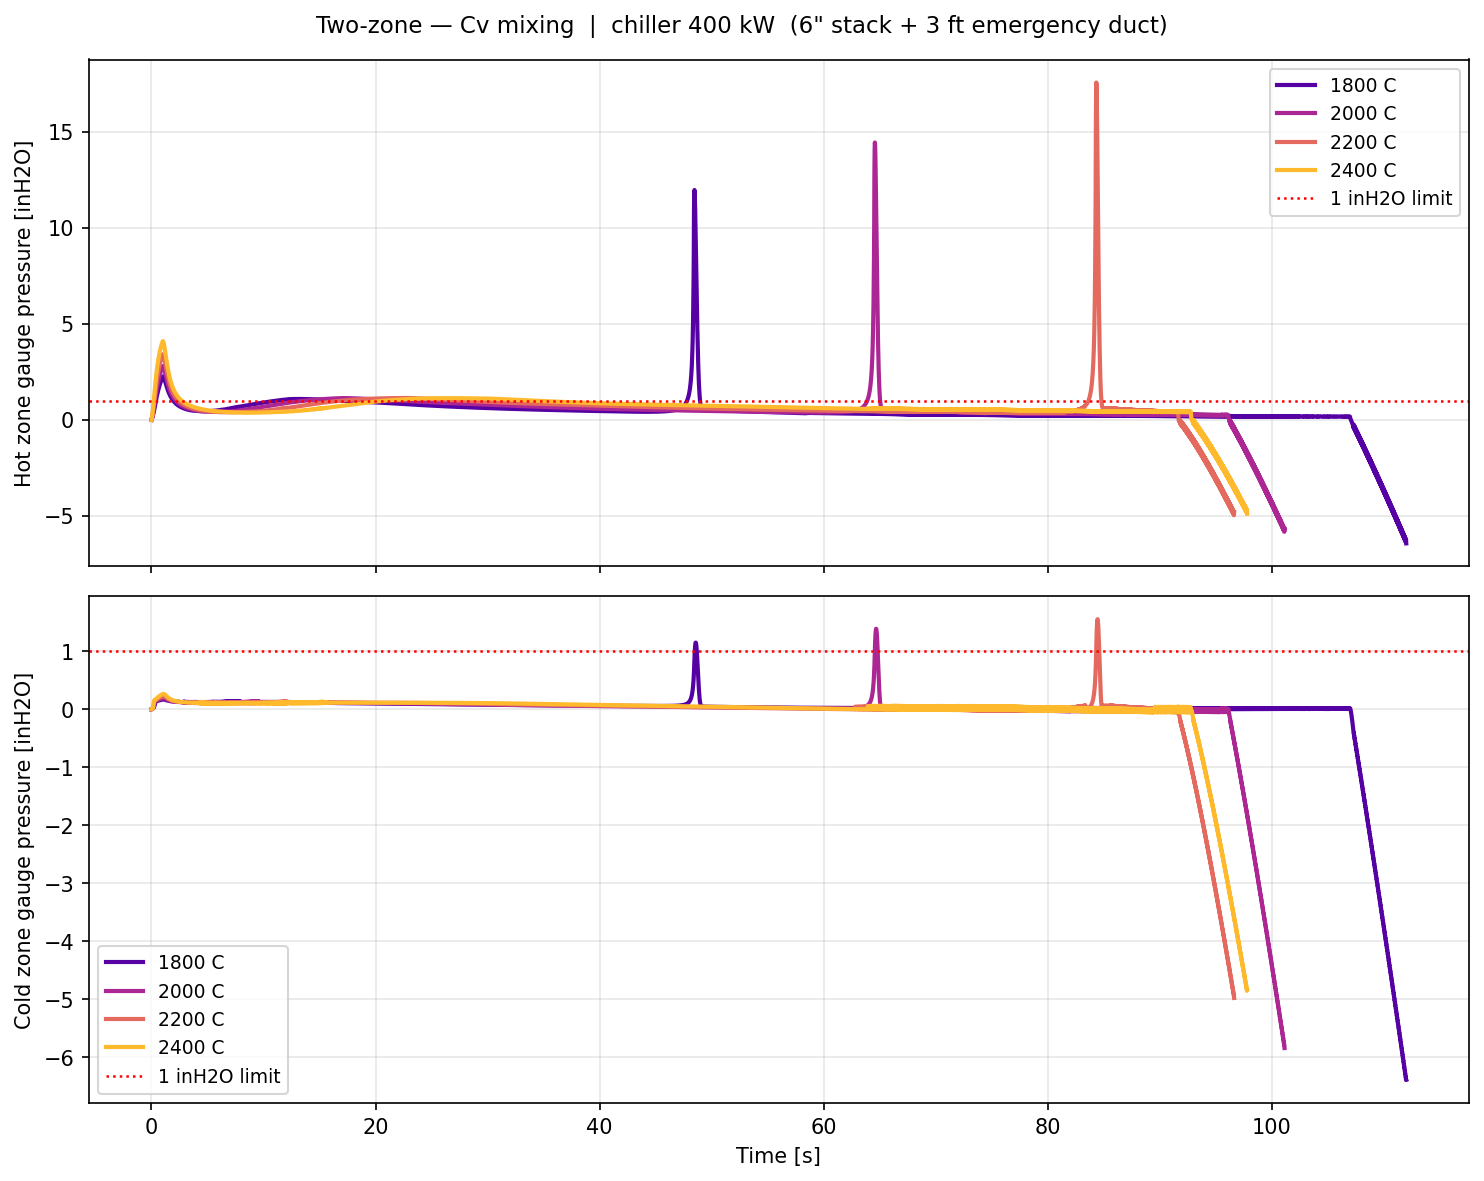 Two-zone — Cv mixing  |  chiller 400 kW  (6" stack + 3 ft emergency duct)
Hot zone gauge pressure [inH2O]
15
10
5
0
−5
1800 C
2000 C
2200 C
2400 C
1 inH2O limit
Cold zone gauge pressure [inH2O]
1
0
−1
−2
−3
−4
−5
−6
1800 C
2000 C
2200 C
2400 C
1 inH2O limit
0 20 40 60 80 100
Time [s]